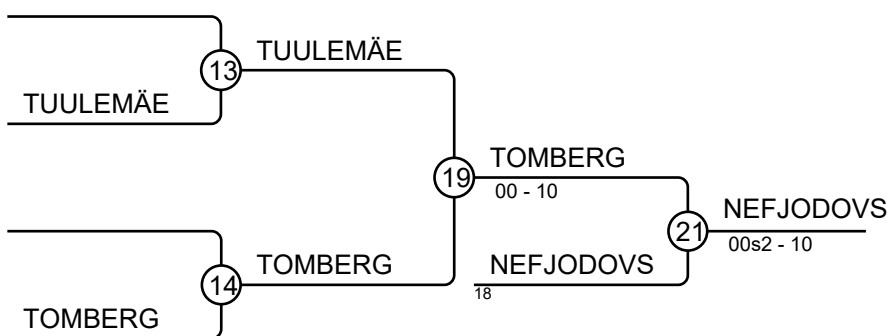 TUULEMÄE
13
TUULEMÄE
TOMBERG
19
00 - 10
NEFJODOVS
21
00s2 - 10
TOMBERG
14
NEFJODOVS
18
TOMBERG